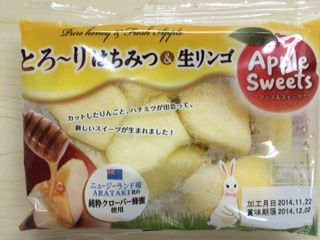 Pure honey & Fresh Apple
とろ〜りはちみつ&生リンゴ
Apple
Sweets
アップルスイーツ
カットしたりんごと、ハチミツが出会って、
新しいスイーツが生まれました!
ニュージーランド産
ARATAKI社の
純粋クローバー蜂蜜
使用
加工月日 2014.11.22
賞味期限 2014.12.02